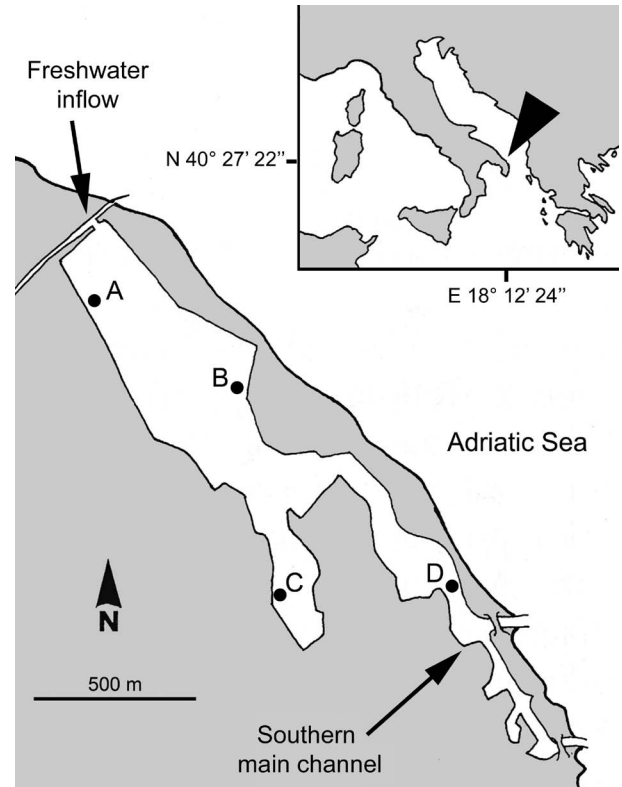 Freshwater
inflow
N 40° 27’ 22’’
E 18° 12’ 24’’
A
B
Adriatic Sea
C
D
N
500 m
Southern
main channel